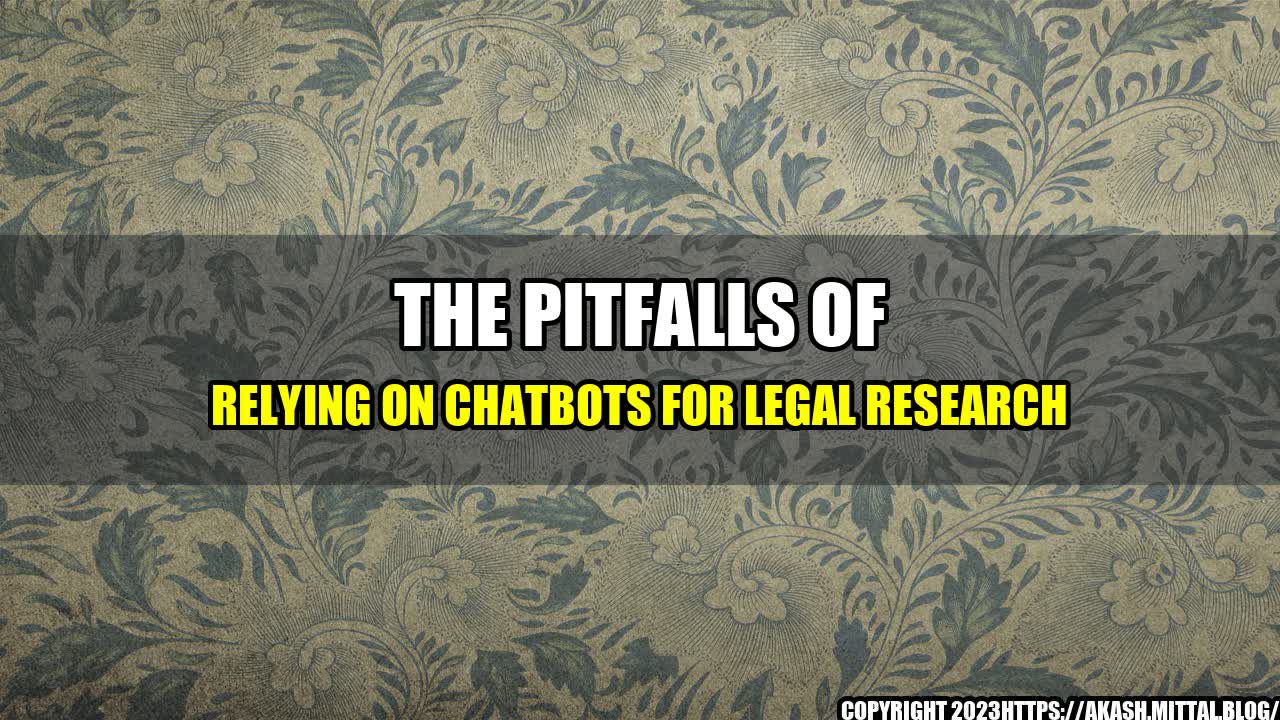 THE PITFALLS OF
RELYING ON CHATBOTS FOR LEGAL RESEARCH
COPYRIGHT 2023HTTPS://AKASH.MITTAL.BLOG/